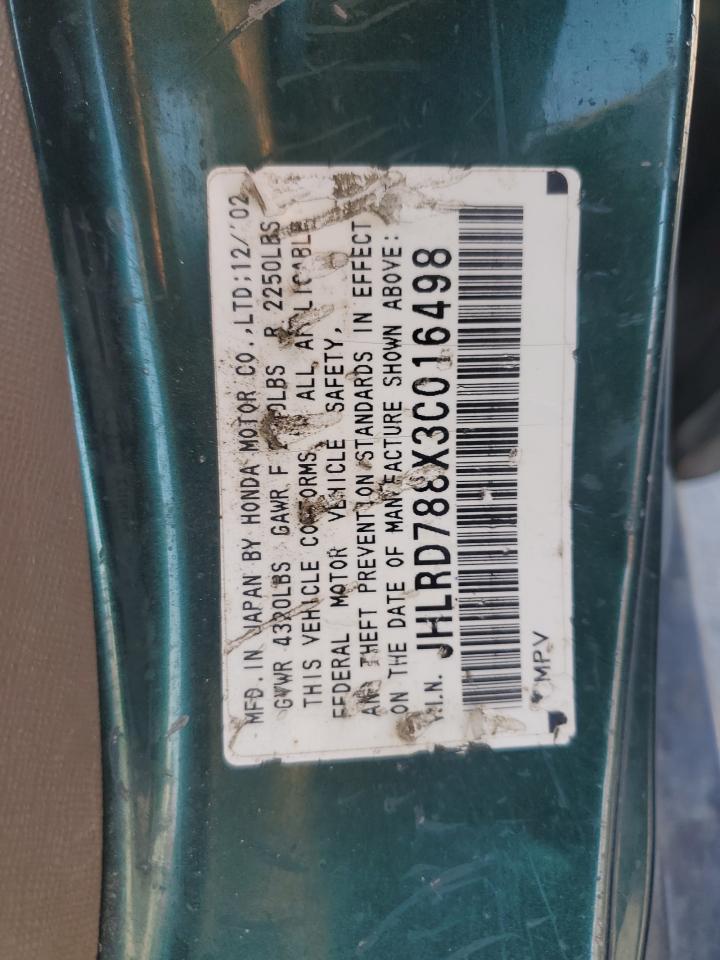 MFD. IN JAPAN BY HONDA MOTOR CO.,LTD:12/'02
GVWR 4320LBS GAWR F LBS R 2250LBS
THIS VEHICLE CONFORMS ALL APPLICABLE
FEDERAL MOTOR VEHICLE SAFETY,
AND THEFT PREVENTION STANDARDS IN EFFECT
ON THE DATE OF MANUFACTURE SHOWN ABOVE:
V.I.N. JHLRD788X3C016498
MPV